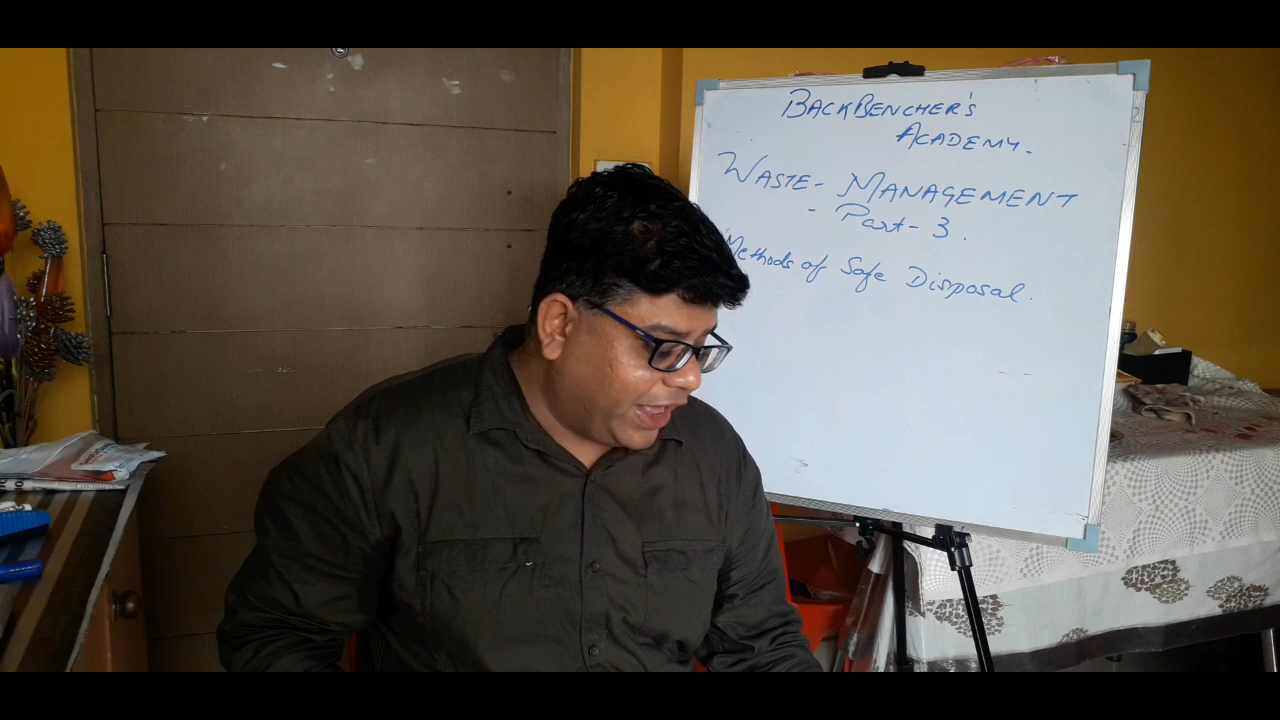 BACKBENCHER'S
ACADEMY.
WASTE- MANAGEMENT
- Part- 3.
Methods of Safe Disposal.